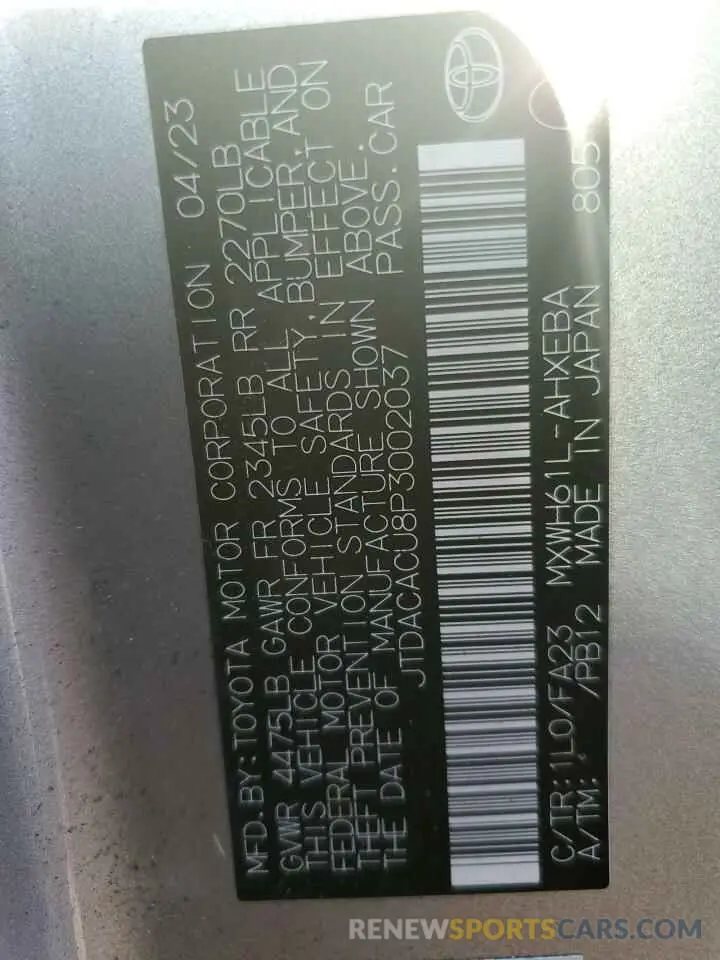 MFD.BY:TOYOTA MOTOR CORPORATION 04/23
GVWR 4475LB GAWR FR 2345LB RR 2270LB
THIS VEHICLE CONFORMS TO ALL APPLICABLE
FEDERAL MOTOR VEHICLE SAFETY, BUMPER, AND
THEFT PREVENTION STANDARDS IN EFFECT ON
THE DATE OF MANUFACTURE SHOWN ABOVE.
JTDACACU8P3002037 PASS.CAR
C/TR:1L0/FA23 MXWH61L-AHXEBA
A/TM: /PB12 MADE IN JAPAN 805
RENEWSPORTSCARS.COM